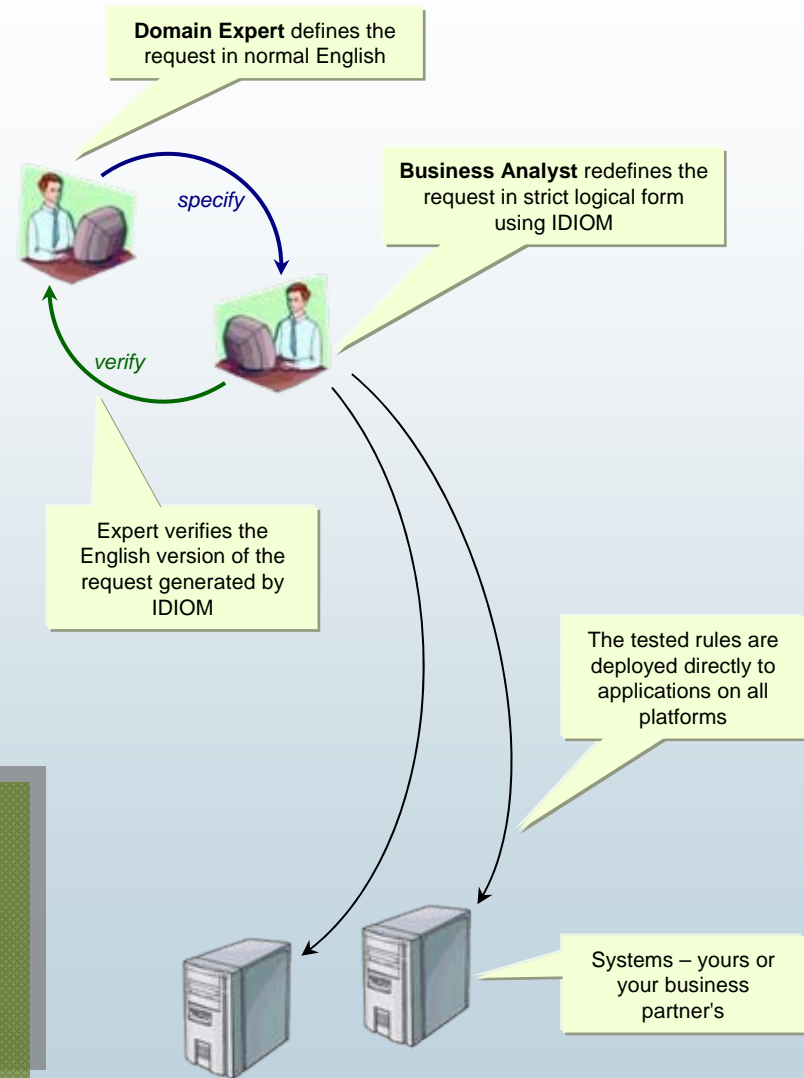 Domain Expert defines the
request in normal English
specify
Business Analyst redefines the
request in strict logical form
using IDIOM
verify
Expert verifies the
English version of the
request generated by
IDIOM
The tested rules are
deployed directly to
applications on all
platforms
Systems – yours or
your business
partner's